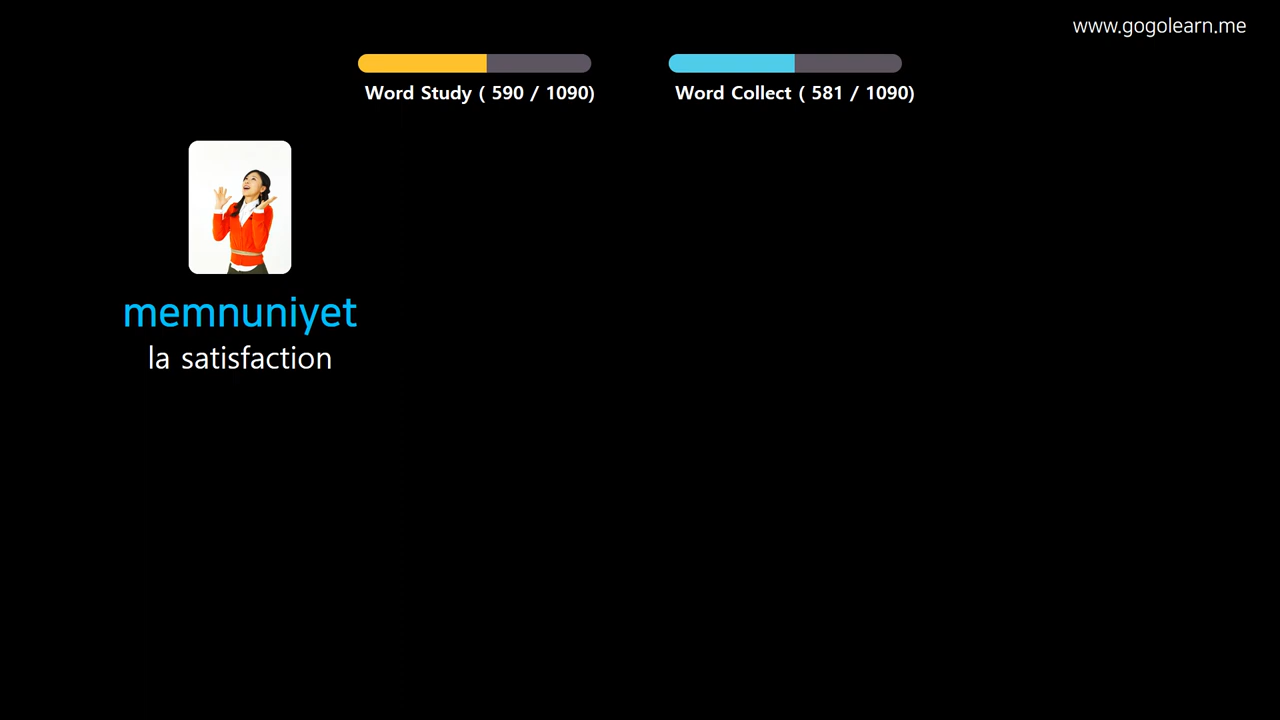 www.gogolearn.me
Word Study ( 590 / 1090)
Word Collect ( 581 / 1090)
memnuniyet
la satisfaction